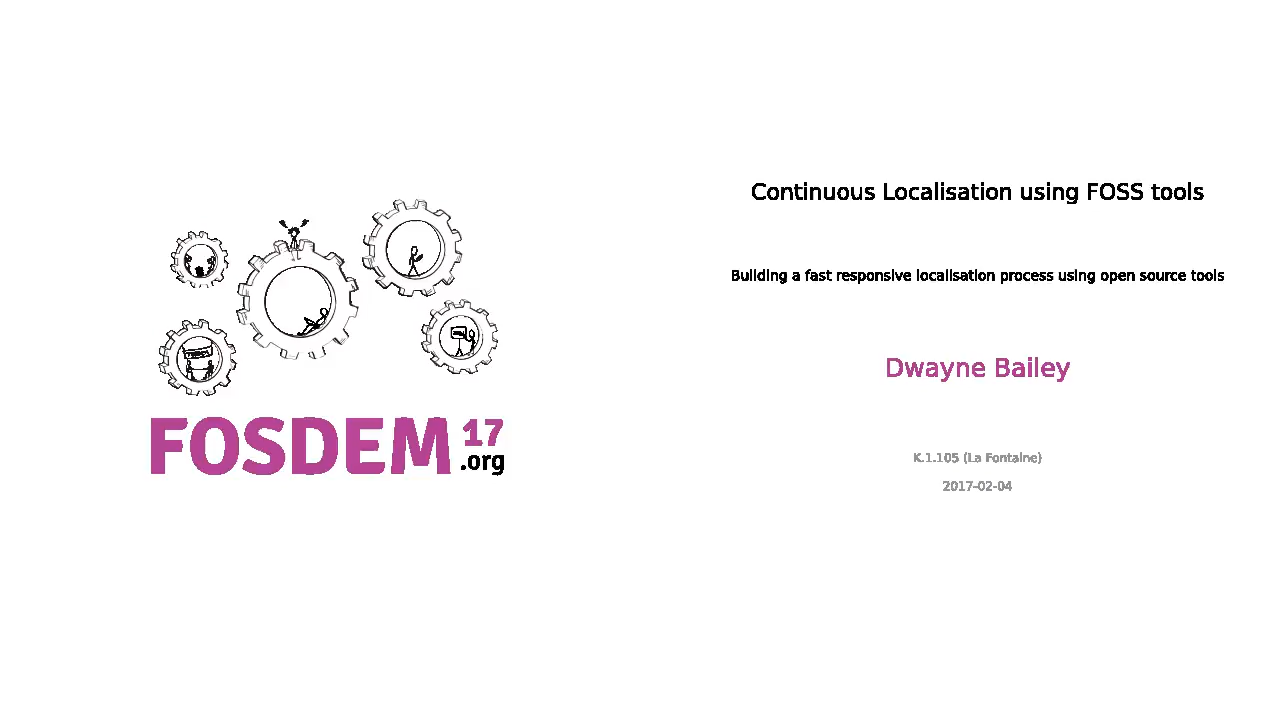 FOSDEM 17
.org
Continuous Localisation using FOSS tools
Building a fast responsive localisation process using open source tools
Dwayne Bailey
K.1.105 (La Fontaine)
2017-02-04